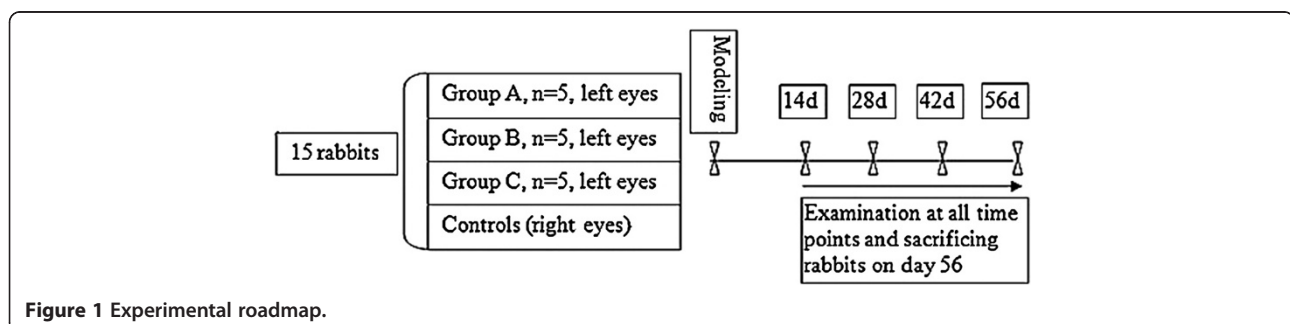 15 rabbits
Group A, n=5, left eyes
Group B, n=5, left eyes
Group C, n=5, left eyes
Controls (right eyes)
Modeling
14d
28d
42d
56d
Examination at all time
points and sacrificing
rabbits on day 56
Figure 1 Experimental roadmap.